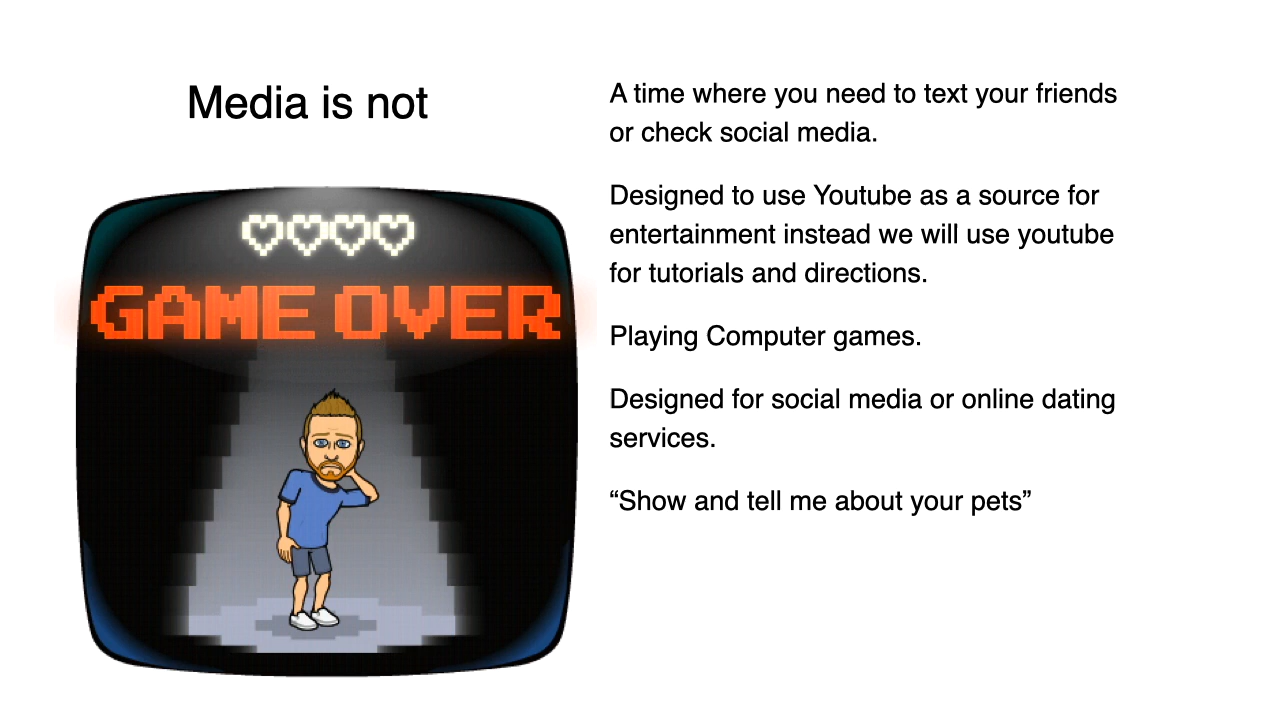 Media is not
GAME OVER
A time where you need to text your friends
or check social media.
Designed to use Youtube as a source for
entertainment instead we will use youtube
for tutorials and directions.
Playing Computer games.
Designed for social media or online dating
services.
“Show and tell me about your pets”